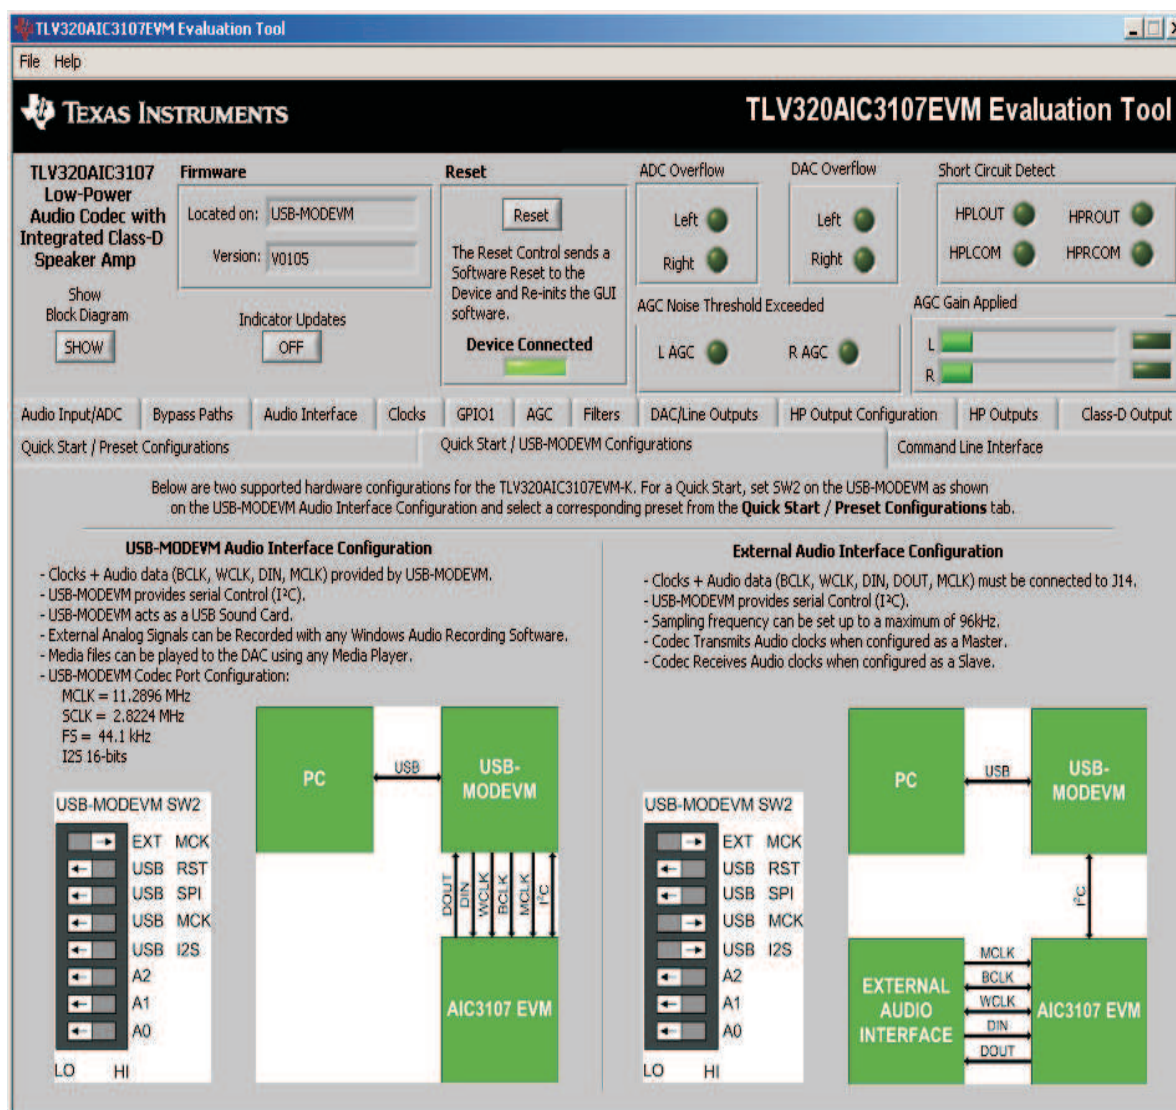 TLV320AIC3107EVM Evaluation Tool
File Help
TEXAS INSTRUMENTS
TLV320AIC3107EVM Evaluation Tool
TLV320AIC3107
Low-Power
Audio Codec with
Integrated Class-D
Speaker Amp
Show
Block Diagram
SHOW
Firmware
Located on: USB-MODEVM
Version: V0105
Indicator Updates
OFF
Reset
Reset
The Reset Control sends a
Software Reset to the
Device and Re-inits the GUI
software.
Device Connected
ADC Overflow
Left
Right
DAC Overflow
Left
Right
Short Circuit Detect
HPLOUT HPROUT
HPLCOM HPRCOM
AGC Noise Threshold Exceeded
L AGC R AGC
AGC Gain Applied
L
R
Audio Input/ADC Bypass Paths Audio Interface Clocks GPIO1 AGC Filters DAC/Line Outputs HP Output Configuration HP Outputs Class-D Output
Quick Start / Preset Configurations Quick Start / USB-MODEVM Configurations Command Line Interface
Below are two supported hardware configurations for the TLV320AIC3107EVM-K. For a Quick Start, set SW2 on the USB-MODEVM as shown
on the USB-MODEVM Audio Interface Configuration and select a corresponding preset from the Quick Start / Preset Configurations tab.
USB-MODEVM Audio Interface Configuration
- Clocks + Audio data (BCLK, WCLK, DIN, MCLK) provided by USB-MODEVM.
- USB-MODEVM provides serial Control (I²C).
- USB-MODEVM acts as a USB Sound Card.
- External Analog Signals can be Recorded with any Windows Audio Recording Software.
- Media files can be played to the DAC using any Media Player.
- USB-MODEVM Codec Port Configuration:
MCLK = 11.2896 MHz
SCLK = 2.8224 MHz
FS = 44.1 kHz
I2S 16-bits
USB-MODEVM SW2
EXT MCK
USB RST
USB SPI
USB MCK
USB I2S
A2
A1
A0
LO HI
PC
USB
USB-
MODEVM
DOUT
DIN
WCLK
BCLK
MCLK
I²C
AIC3107 EVM
External Audio Interface Configuration
- Clocks + Audio data (BCLK, WCLK, DIN, DOUT, MCLK) must be connected to J14.
- USB-MODEVM provides serial Control (I²C).
- Sampling frequency can be set up to a maximum of 96kHz.
- Codec Transmits Audio clocks when configured as a Master.
- Codec Receives Audio clocks when configured as a Slave.
USB-MODEVM SW2
EXT MCK
USB RST
USB SPI
USB MCK
USB I2S
A2
A1
A0
LO HI
PC
USB
USB-
MODEVM
I²C
EXTERNAL
AUDIO
INTERFACE
MCLK
BCLK
WCLK
DIN
DOUT
AIC3107 EVM